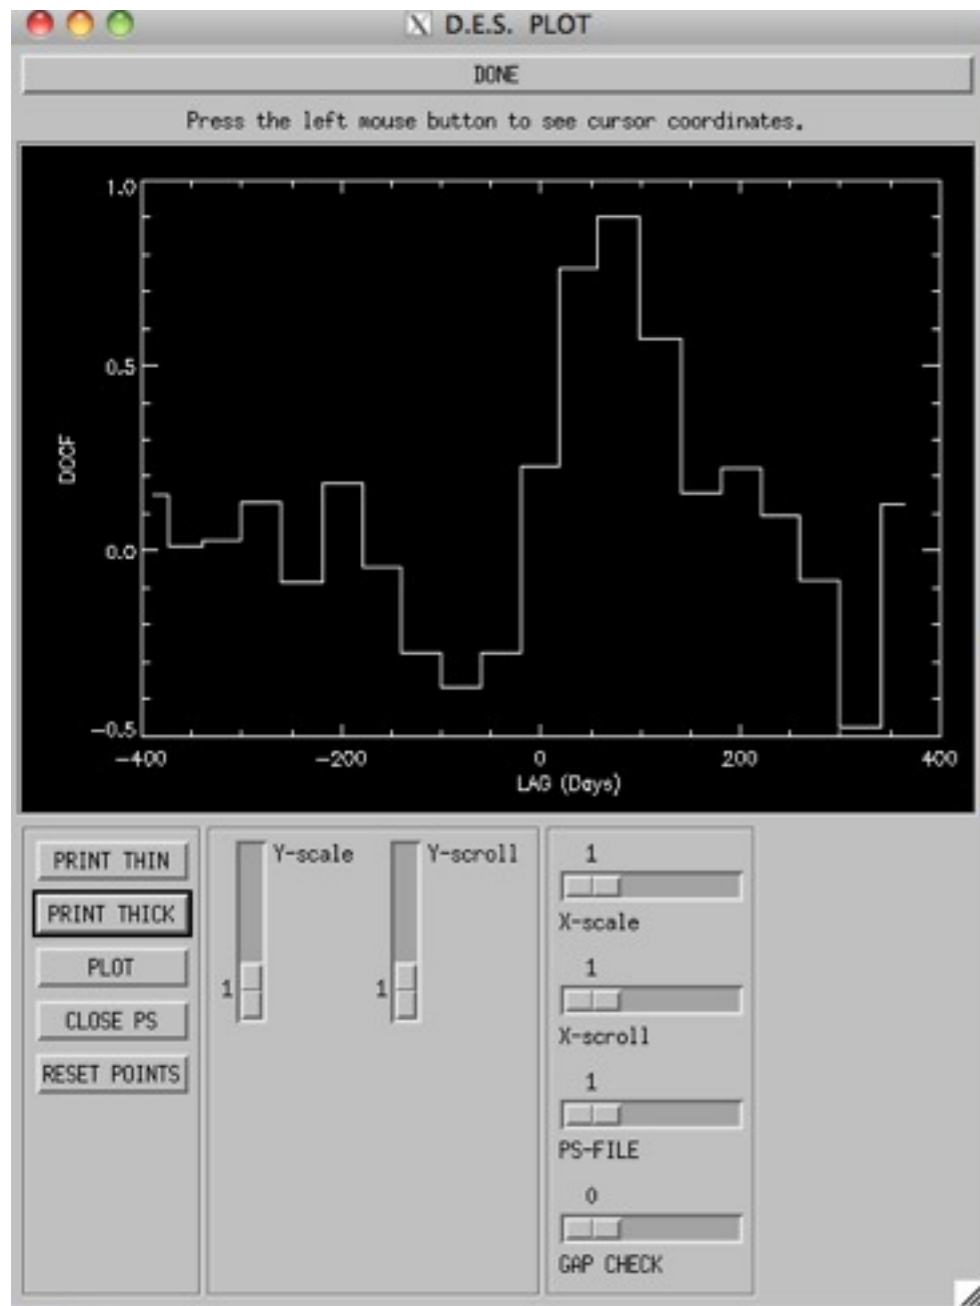 X D.E.S. PLOT
DONE
Press the left mouse button to see cursor coordinates.
1.0
0.5
0.0
-0.5
DCCF
-400 -200 0 200 400
LAG (Days)
PRINT THIN
PRINT THICK
PLOT
CLOSE PS
RESET POINTS
Y-scale
1
Y-scroll
1
1
X-scale
1
X-scroll
1
PS-FILE
0
GAP CHECK